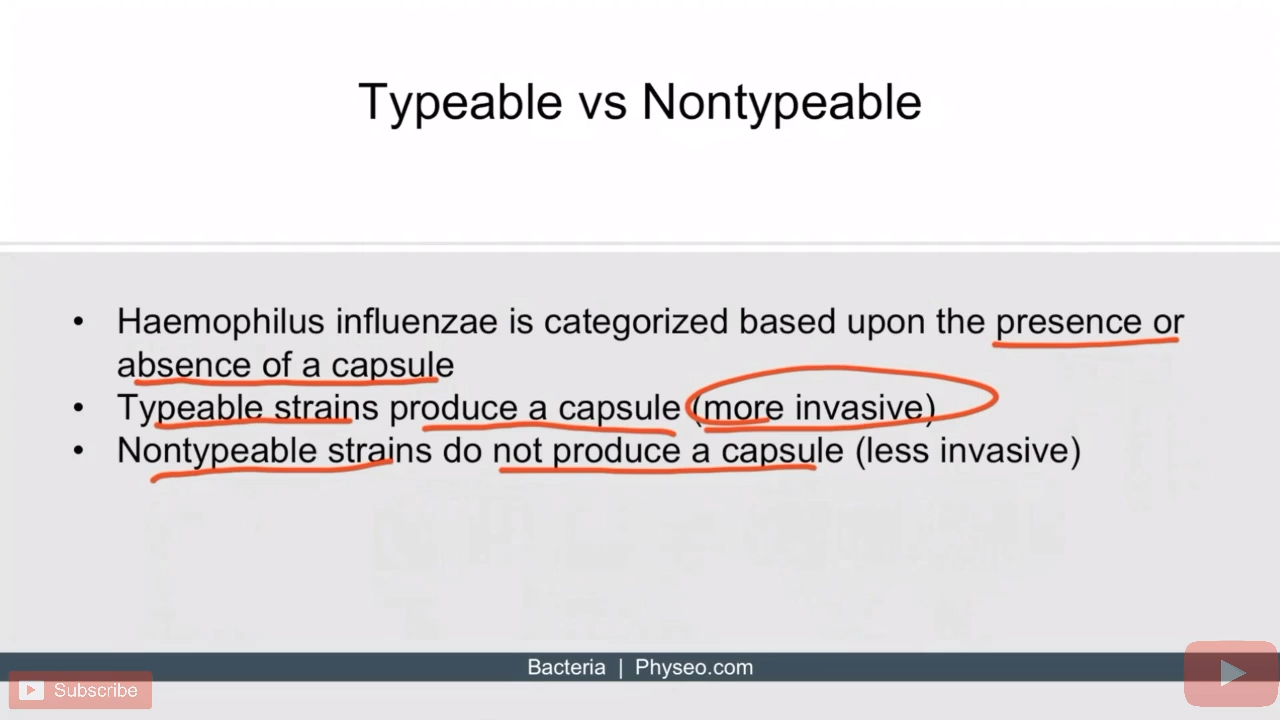 Typeable vs Nontypeable
• Haemophilus influenzae is categorized based upon the presence or
absence of a capsule
• Typeable strains produce a capsule (more invasive)
• Nontypeable strains do not produce a capsule (less invasive)
Bacteria | Physeo.com
Subscribe